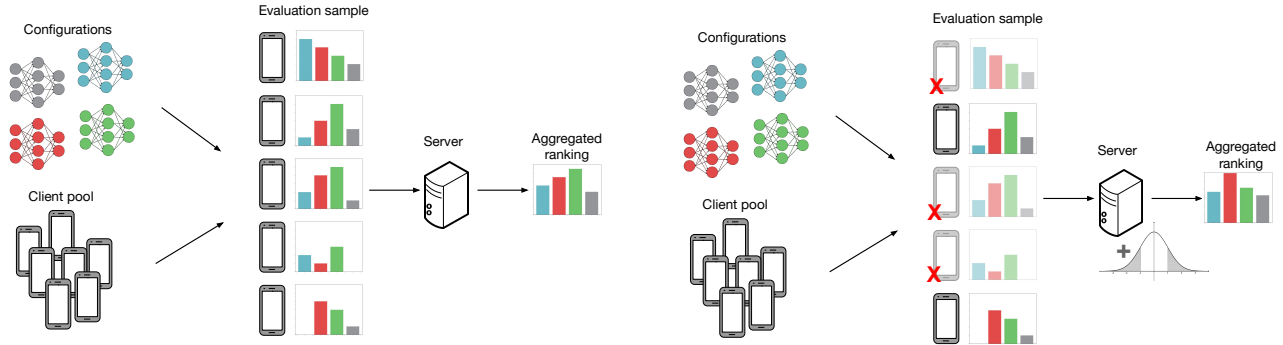 Evaluation sample
Configurations
Server
Aggregated
ranking
Client pool
Evaluation sample
Configurations
X
X
X
Server
Aggregated
ranking
Client pool
+